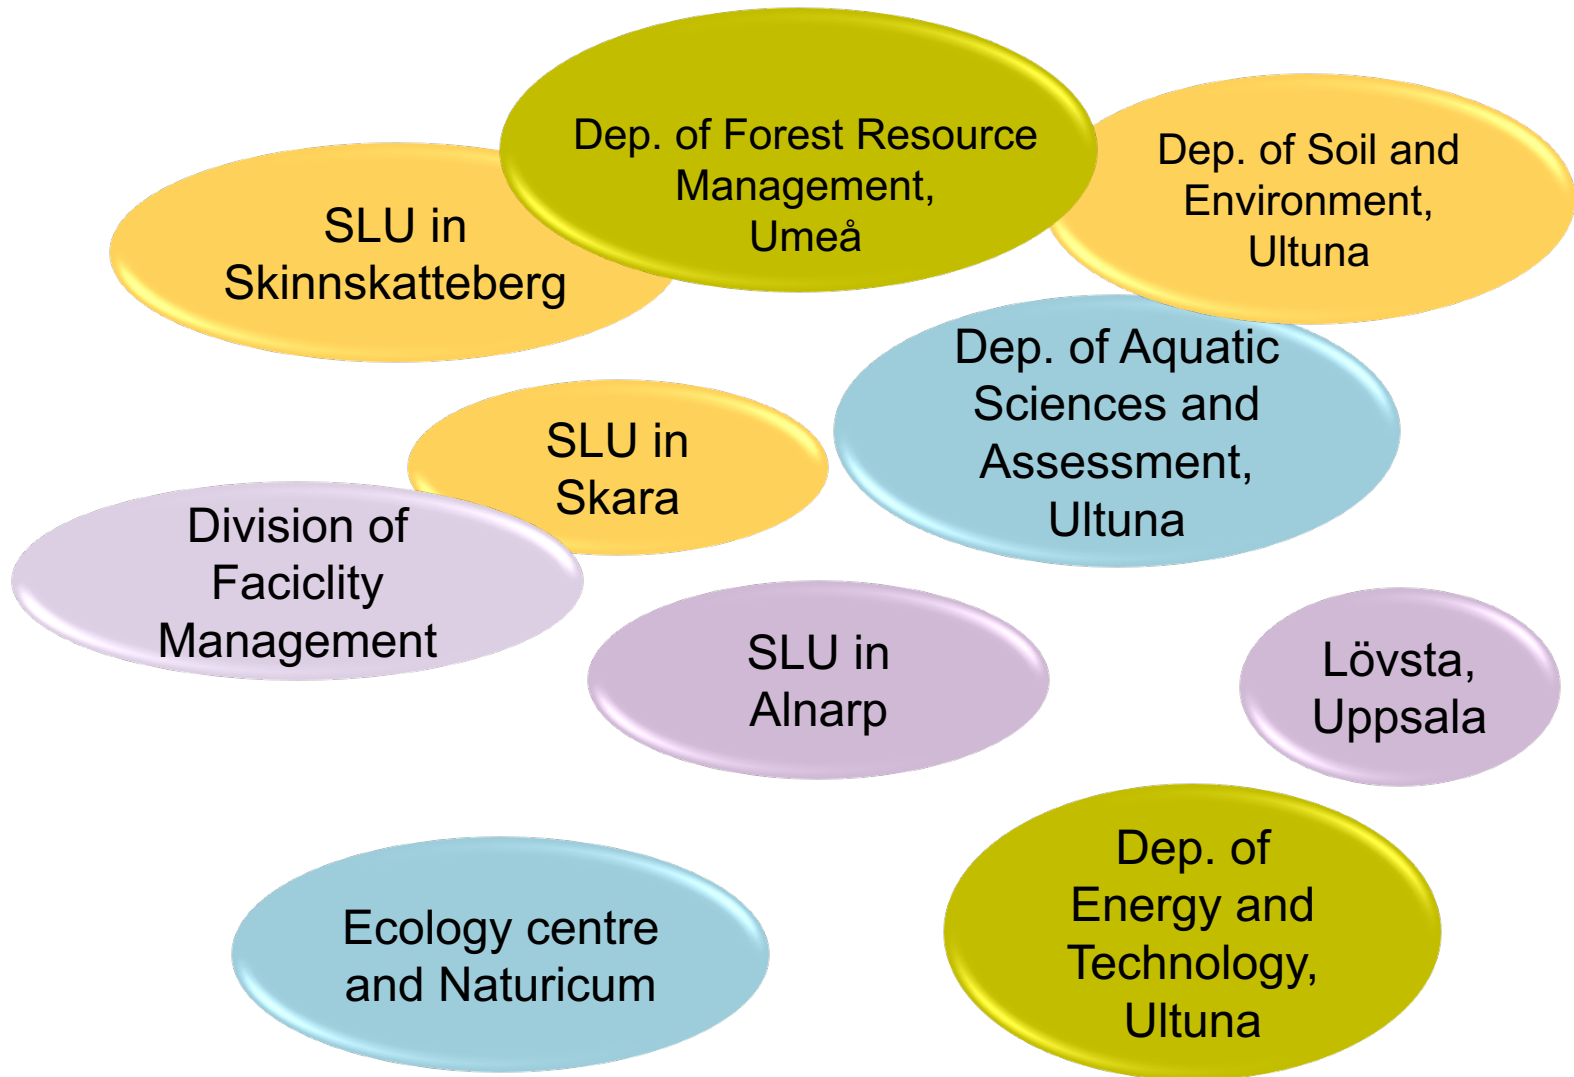 Dep. of Forest Resource
Management,
Umeå
Dep. of Soil and
Environment,
Ultuna
SLU in
Skinnskatteberg
Dep. of Aquatic
Sciences and
Assessment,
Ultuna
SLU in
Skara
Division of
Faciclity
Management
SLU in
Alnarp
Lövsta,
Uppsala
Dep. of
Energy and
Technology,
Ultuna
Ecology centre
and Naturicum